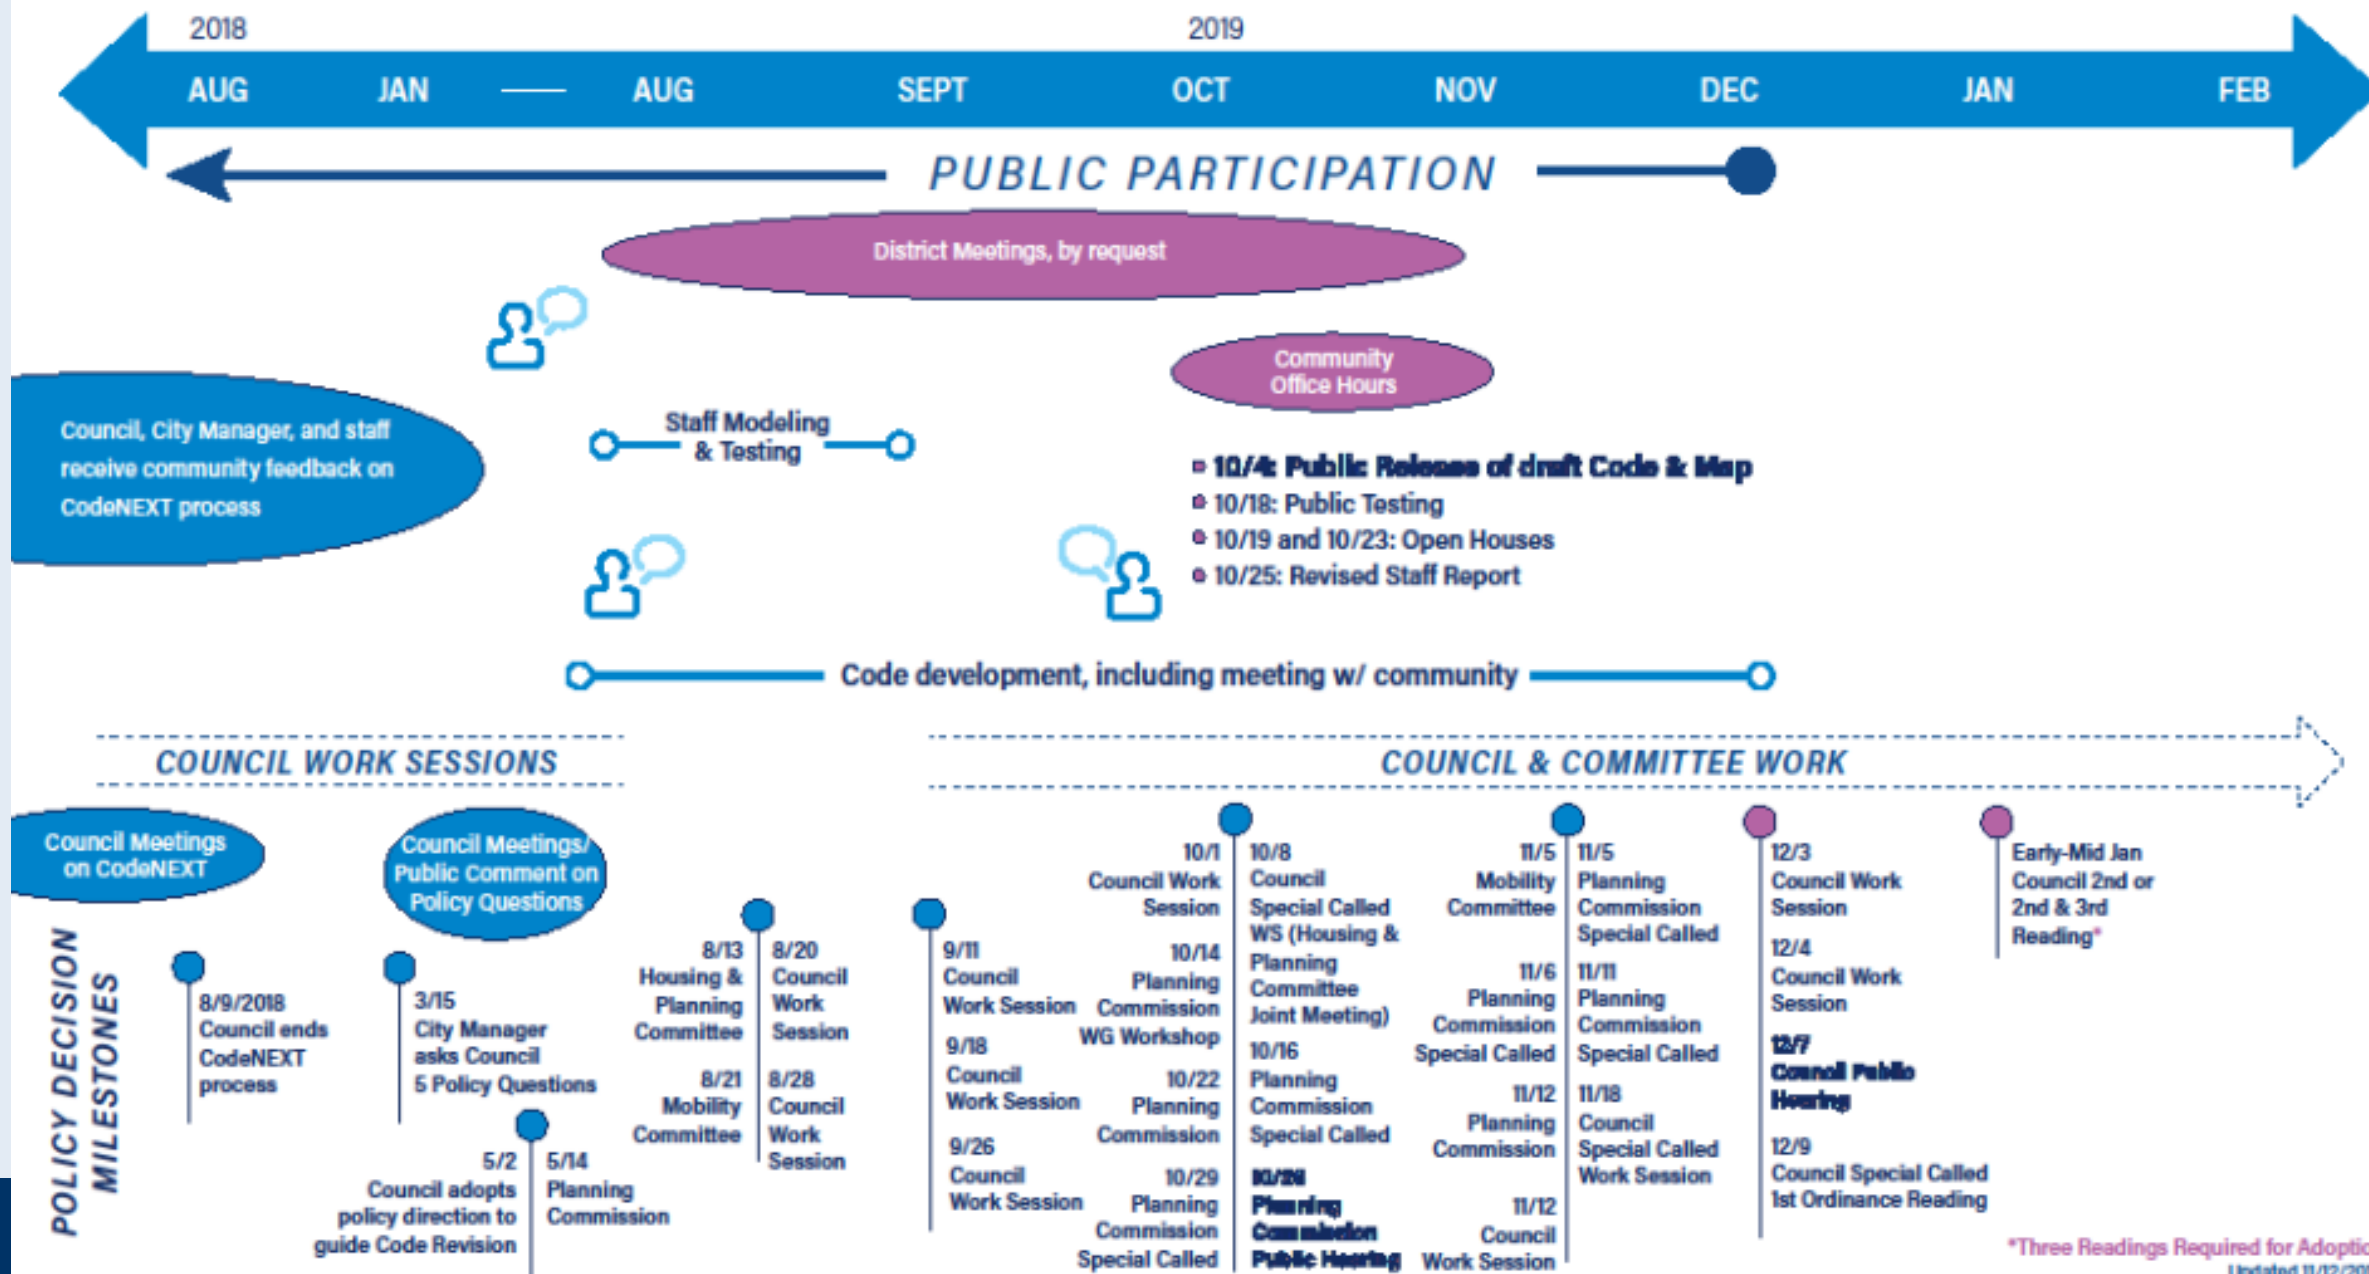 2018
2019
AUG
JAN
AUG
SEPT
OCT
NOV
DEC
JAN
FEB
PUBLIC PARTICIPATION
District Meetings, by request
Community
Office Hours
Council, City Manager, and staff
receive community feedback on
CodeNEXT process
Staff Modeling
& Testing
10/4: Public Release of draft Code & Map
10/18: Public Testing
10/19 and 10/23: Open Houses
10/25: Revised Staff Report
Code development, including meeting w/ community
COUNCIL WORK SESSIONS
COUNCIL & COMMITTEE WORK
Council Meetings
on CodeNEXT
Council Meetings/
Public Comment on
Policy Questions
POLICY DECISION
MILESTONES
8/9/2018
Council ends
CodeNEXT
process
3/15
City Manager
asks Council
5 Policy Questions
5/2
Council adopts
policy direction to
guide Code Revision
5/14
Planning
Commission
8/13
Housing &
Planning
Committee
8/21
Mobility
Committee
8/20
Council
Work
Session
8/28
Council
Work
Session
9/11
Council
Work Session
9/18
Council
Work Session
9/26
Council
Work Session
10/1
Council Work
Session
10/14
Planning
Commission
WG Workshop
10/22
Planning
Commission
10/29
Planning
Commission
Special Called
10/8
Council
Special Called
WS (Housing &
Planning
Committee
Joint Meeting)
10/16
Planning
Commission
Special Called
Planning
Commission
Public Hearing
11/5
Mobility
Committee
11/6
Planning
Commission
Special Called
11/12
Planning
Commission
11/12
Council
Work Session
11/5
Planning
Commission
Special Called
11/11
Planning
Commission
Special Called
11/18
Council
Special Called
Work Session
12/3
Council Work
Session
12/4
Council Work
Session
12/7
Council Public
Hearing
12/9
Council Special Called
1st Ordinance Reading
Early-Mid Jan
Council 2nd or
2nd & 3rd
Reading*
*Three Readings Required for Adoptio
Updated 11/12/20